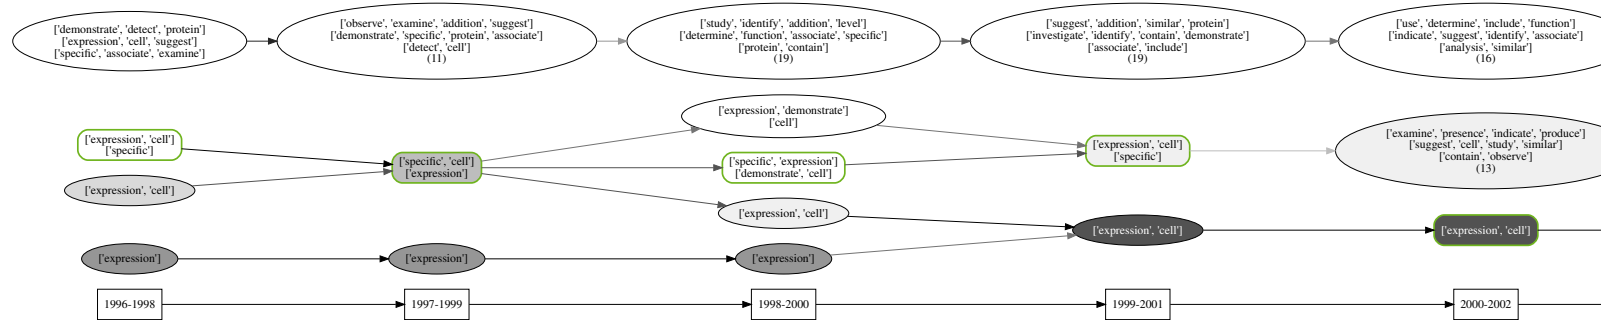 ['demonstrate', 'detect', 'protein']
['expression', 'cell', 'suggest']
['specific', 'associate', 'examine']
['observe', 'examine', 'addition', 'suggest']
['demonstrate', 'specific', 'protein', 'associate']
['detect', 'cell']
(11)
['study', 'identify', 'addition', 'level']
['determine', 'function', 'associate', 'specific']
['protein', 'contain']
(19)
['suggest', 'addition', 'similar', 'protein']
['investigate', 'identify', 'contain', 'demonstrate']
['associate', 'include']
(19)
['use', 'determine', 'include', 'function']
['indicate', 'suggest', 'identify', 'associate']
['analysis', 'similar']
(16)
['expression', 'cell']
['specific']
['expression', 'cell']
['specific', 'cell']
['expression']
['expression', 'demonstrate']
['cell']
['specific', 'expression']
['demonstrate', 'cell']
['expression', 'cell']
['expression', 'cell']
['specific']
['examine', 'presence', 'indicate', 'produce']
['suggest', 'cell', 'study', 'similar']
['contain', 'observe']
(13)
['expression', 'cell']
['expression', 'cell']
['expression']
['expression']
['expression']
1996-1998
1997-1999
1998-2000
1999-2001
2000-2002